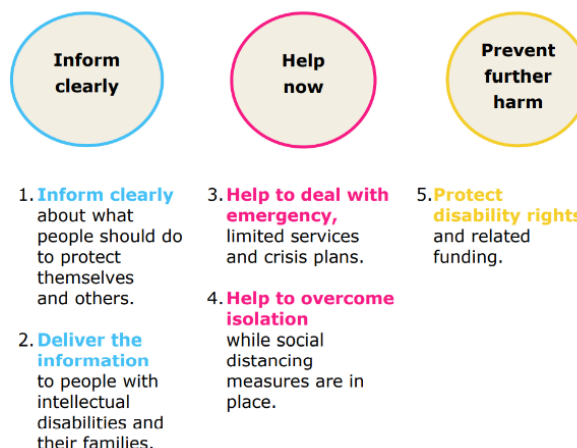 Inform
clearly
Help
now
Prevent
further
harm
1. Inform clearly
about what
people should do
to protect
themselves
and others.
2. Deliver the
information
to people with
intellectual
disabilities and
their families.
3. Help to deal with
emergency,
limited services
and crisis plans.
4. Help to overcome
isolation
while social
distancing
measures are in
place.
5. Protect
disability rights
and related
funding.